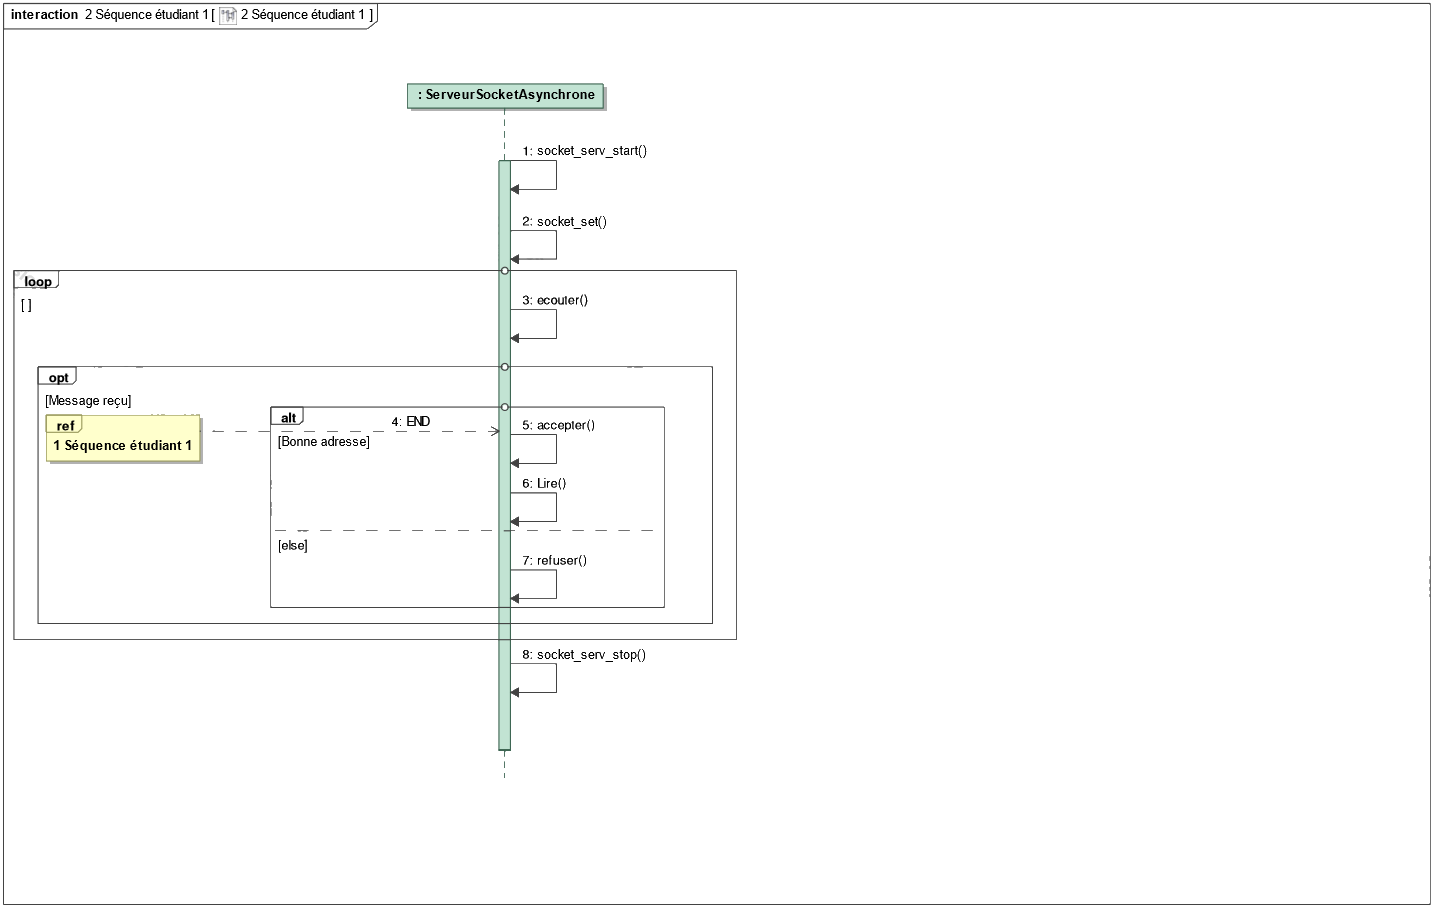 interaction 2 Séquence étudiant 1 [ 2 Séquence étudiant 1 ]
: ServeurSocketAsynchrone
1: socket_serv_start()
2: socket_set()
loop
[ ]
3: ecouter()
opt
[Message reçu]
ref
1 Séquence étudiant 1
alt
4: END
[Bonne adresse]
5: accepter()
6: Lire()
[else]
7: refuser()
8: socket_serv_stop()